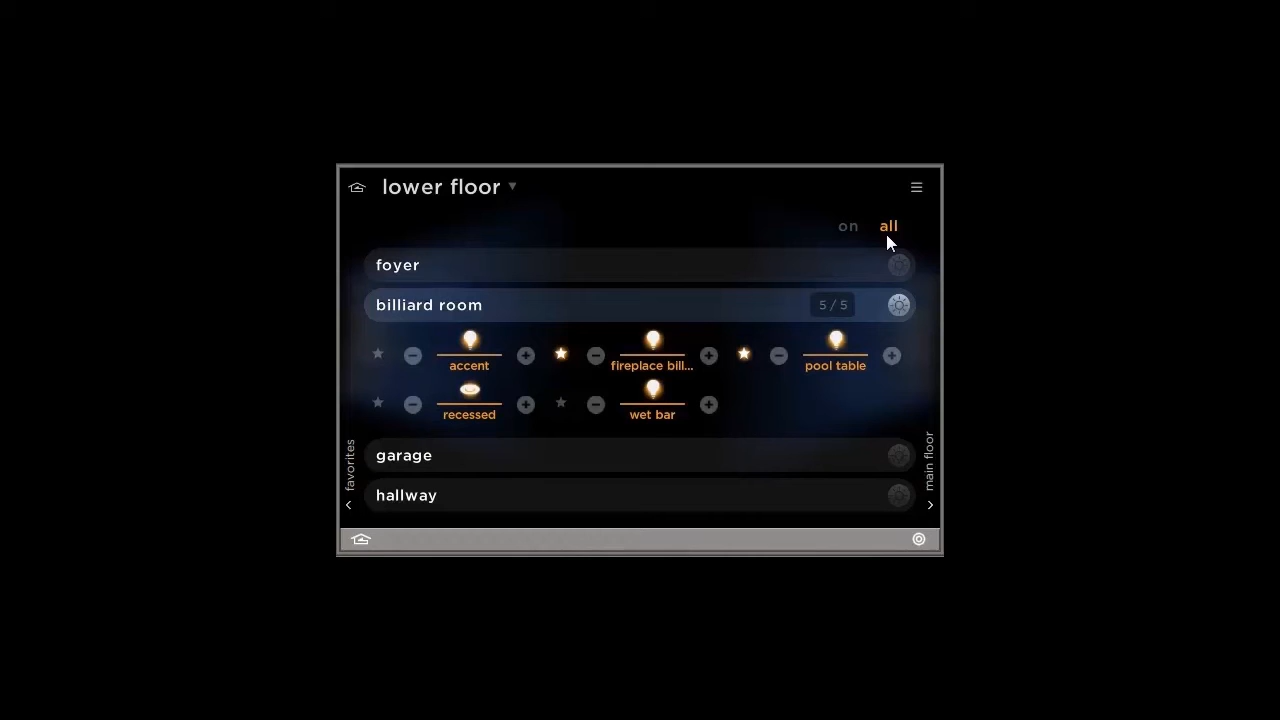 lower floor
on all
foyer
billiard room 5 / 5
accent fireplace bill... pool table
recessed wet bar
garage
hallway
favorites
main floor